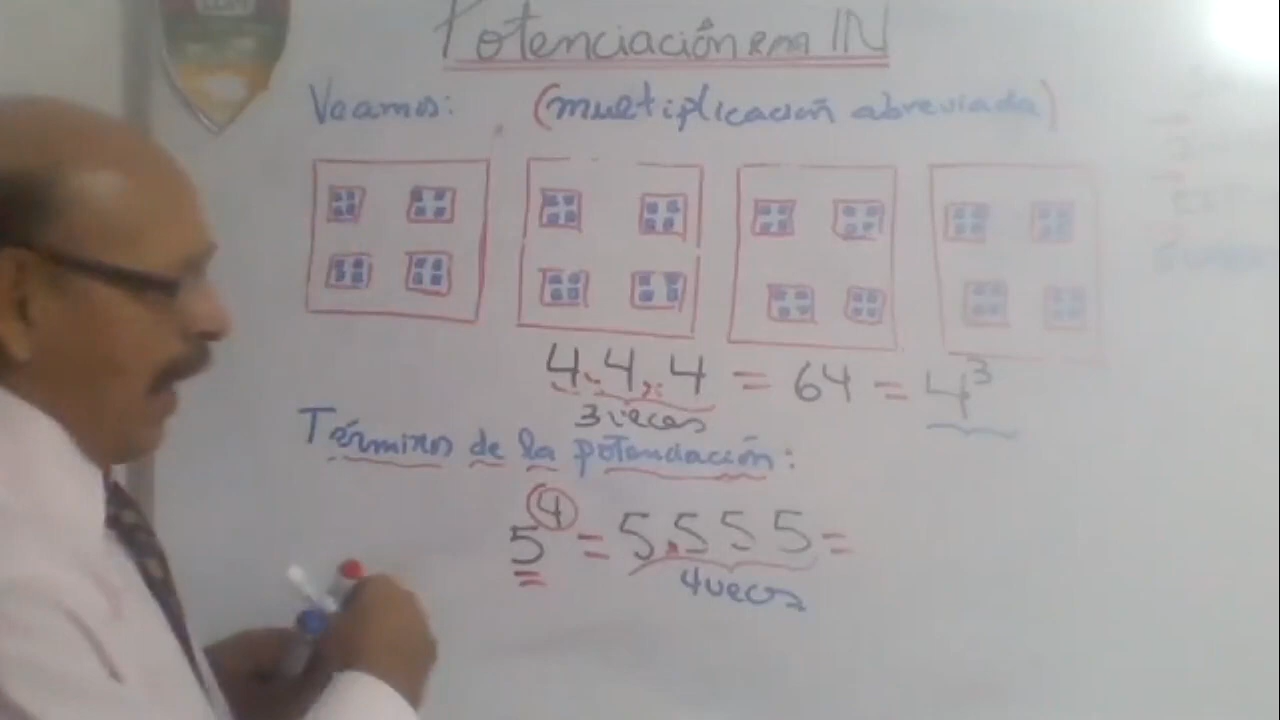 Potenciación en IN
Veamos: (multiplicación abreviada)
4.4.4 = 64 = 4³
3 veces
Términos de la potenciación:
5⁴ = 5.5 5 5 =
4 veces